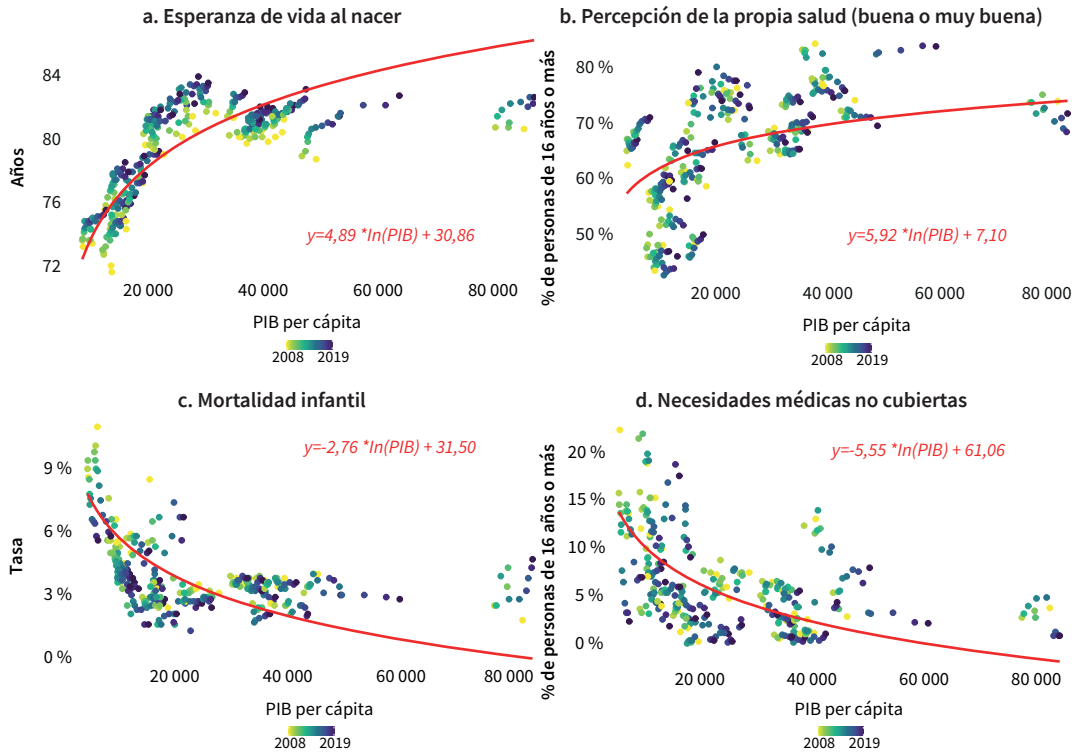 a. Esperanza de vida al nacer
Años
84
80
76
72
y=4,89 *In(PIB) + 30,86
20 000
40 000
60 000
80 000
PIB per cápita
2008
2019
b. Percepción de la propia salud (buena o muy buena)
% de personas de 16 años o más
80 %
70 %
60 %
50 %
y=5,92 *In(PIB) + 7,10
20 000
40 000
60 000
80 000
PIB per cápita
2008
2019
c. Mortalidad infantil
Tasa
9 %
6 %
3 %
0 %
y=-2,76 *In(PIB) + 31,50
20 000
40 000
60 000
80 000
PIB per cápita
2008
2019
d. Necesidades médicas no cubiertas
% de personas de 16 años o más
20 %
15 %
10 %
5 %
0 %
y=-5,55 *In(PIB) + 61,06
20 000
40 000
60 000
80 000
PIB per cápita
2008
2019